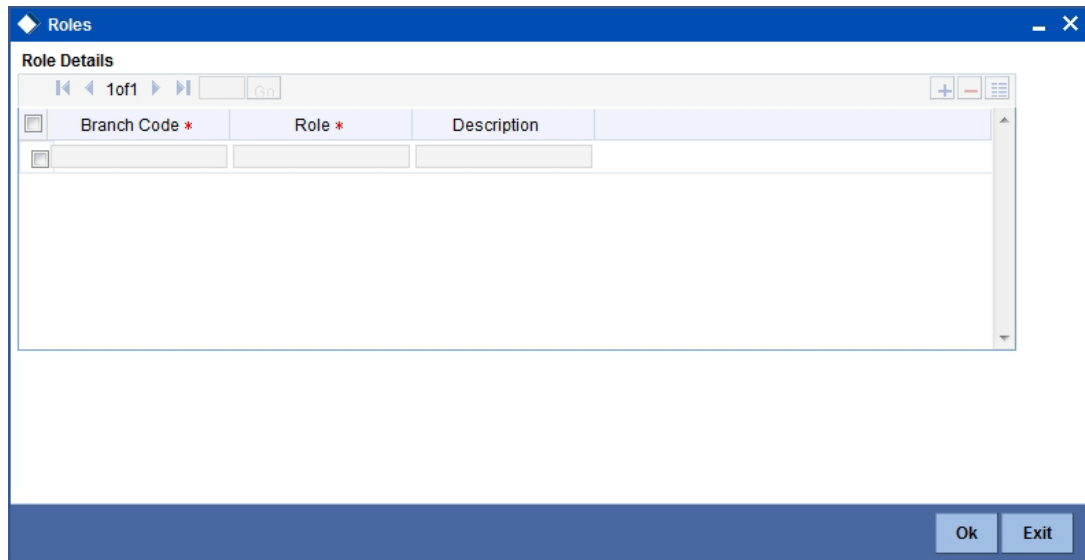 Roles
Role Details
1of1 Go
Branch Code * Role * Description
Ok Exit